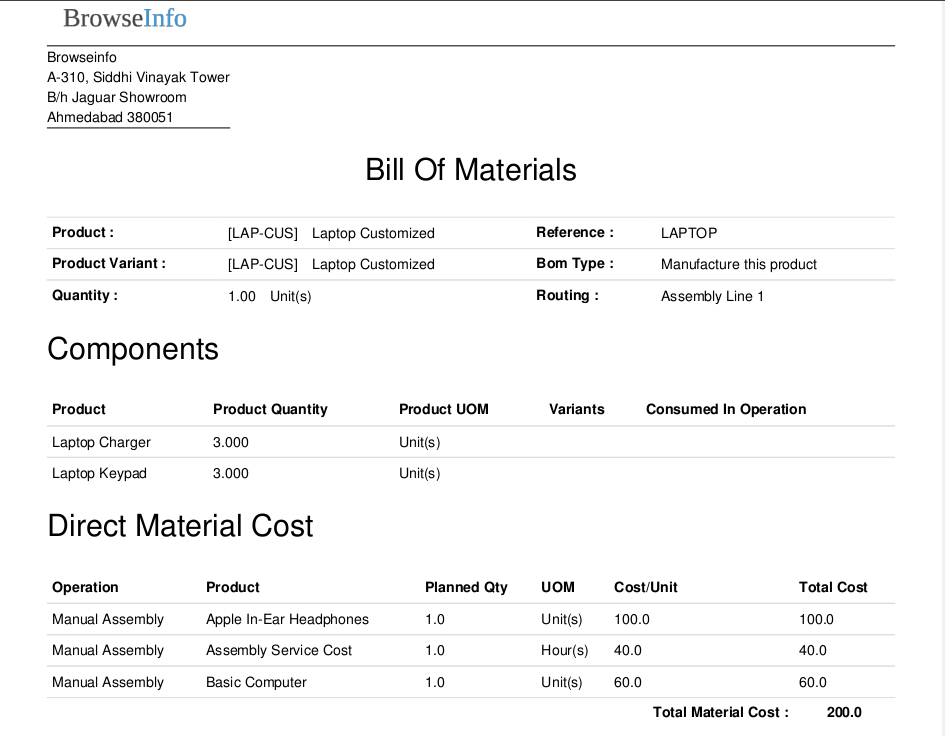 BrowseInfo
Browseinfo
A-310, Siddhi Vinayak Tower
B/h Jaguar Showroom
Ahmedabad 380051
Bill Of Materials
Product : [LAP-CUS] Laptop Customized Reference : LAPTOP
Product Variant : [LAP-CUS] Laptop Customized Bom Type : Manufacture this product
Quantity : 1.00 Unit(s) Routing : Assembly Line 1
Components
Product Product Quantity Product UOM Variants Consumed In Operation
Laptop Charger 3.000 Unit(s)
Laptop Keypad 3.000 Unit(s)
Direct Material Cost
Operation Product Planned Qty UOM Cost/Unit Total Cost
Manual Assembly Apple In-Ear Headphones 1.0 Unit(s) 100.0 100.0
Manual Assembly Assembly Service Cost 1.0 Hour(s) 40.0 40.0
Manual Assembly Basic Computer 1.0 Unit(s) 60.0 60.0
Total Material Cost : 200.0